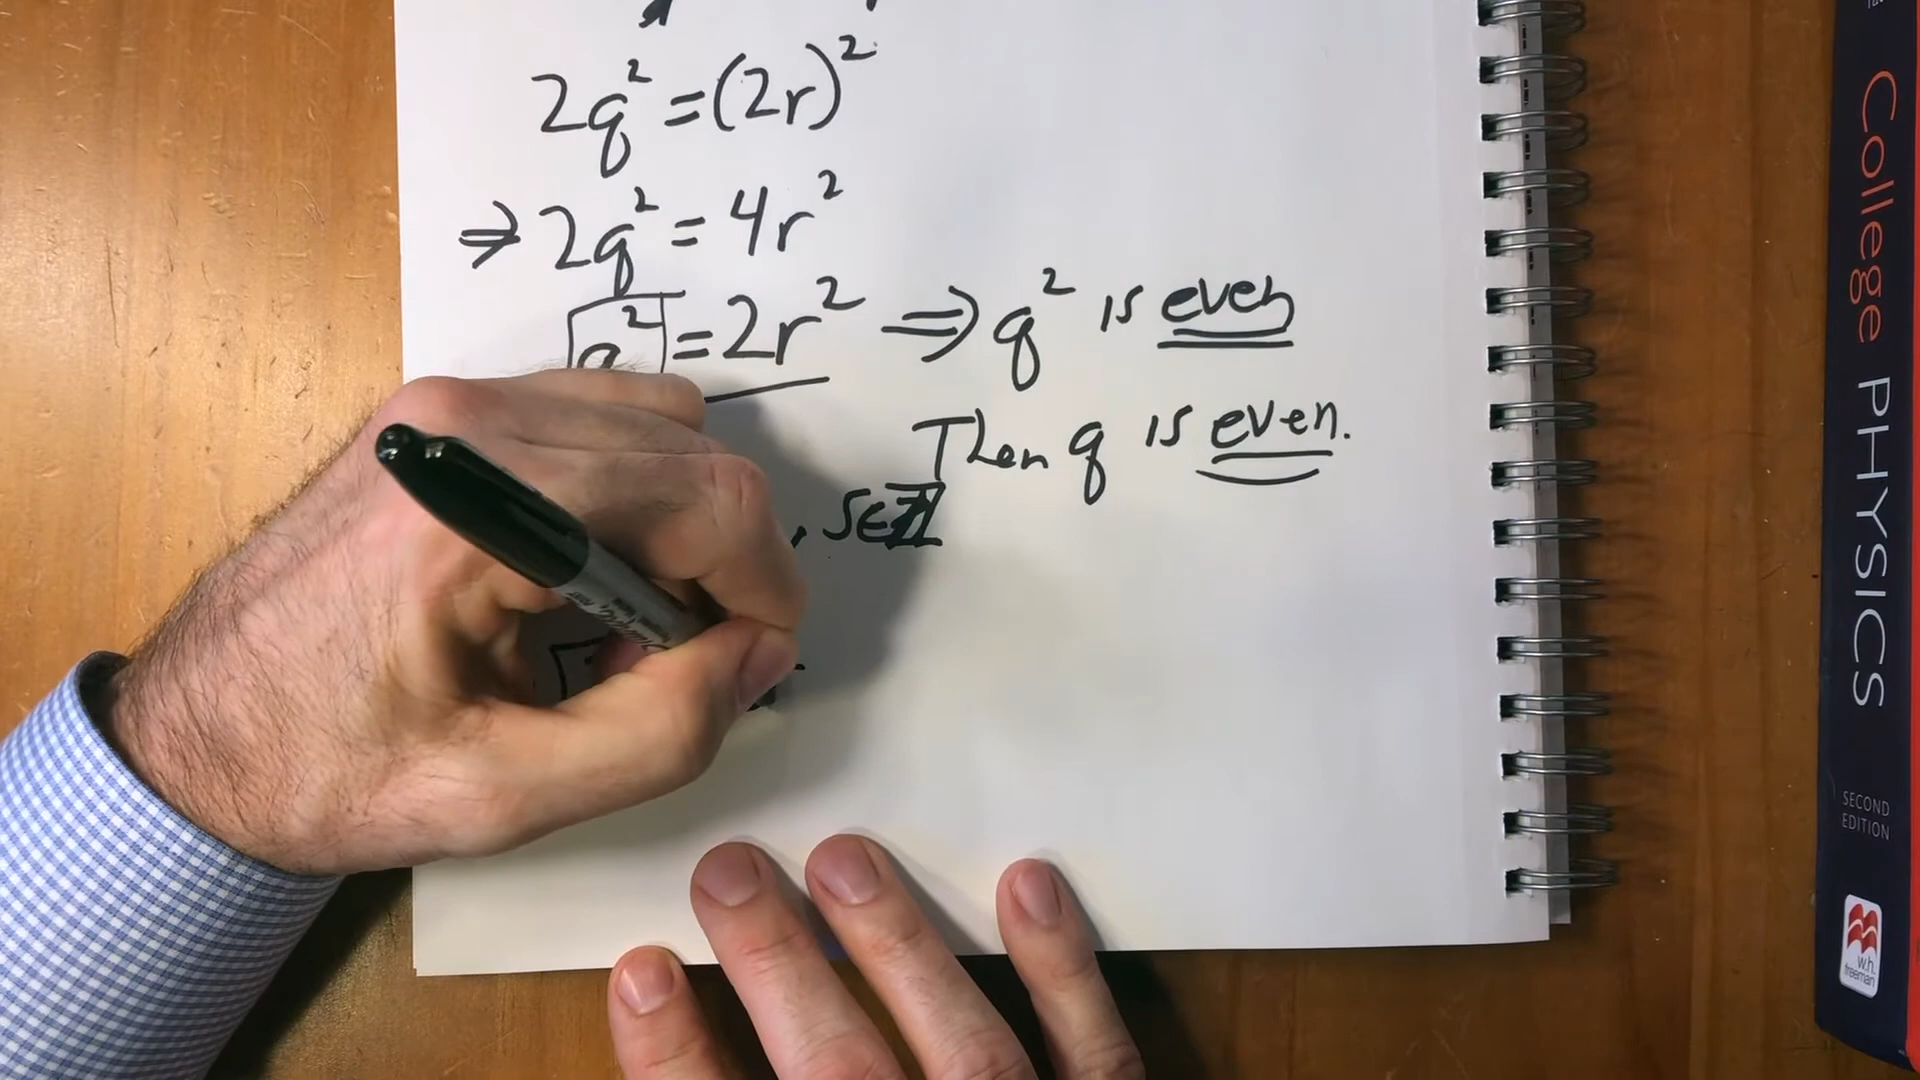 2q² = (2r)²
⇒ 2q² = 4r²
q² = 2r² ⇒ q² is even
Then q is even.
, s∈ℤ
College PHYSICS
SECOND
EDITION
w.h.
freeman